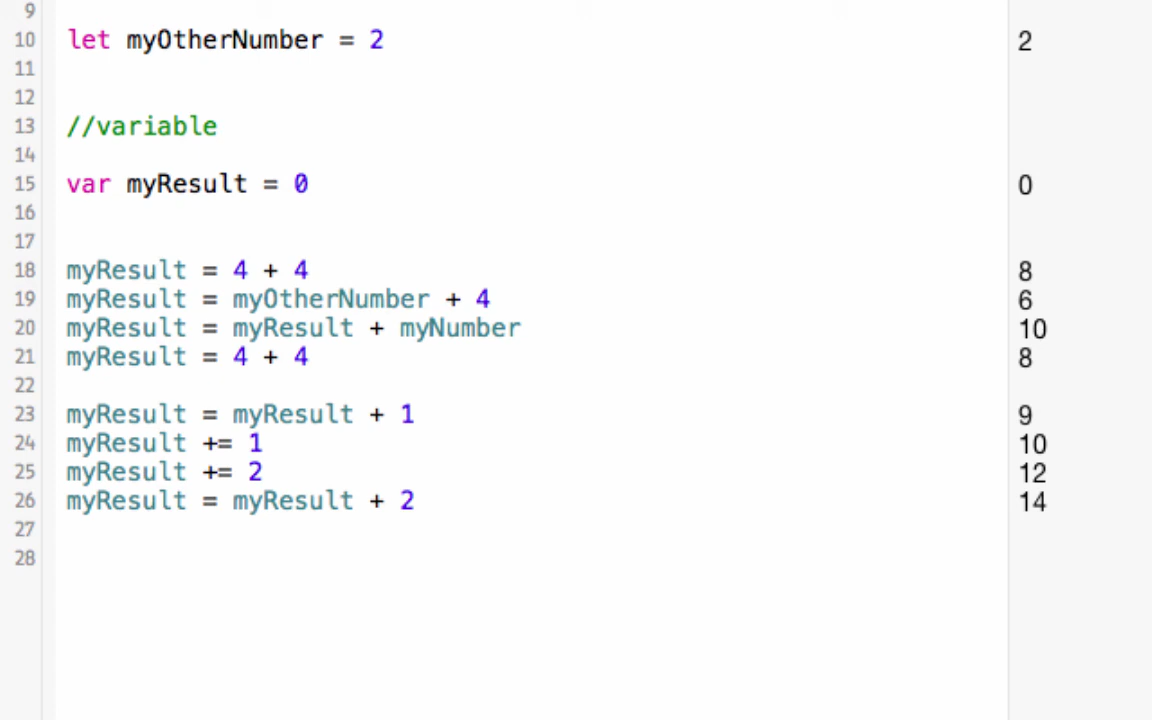 9
10 let myOtherNumber = 2 2
11
12
13 //variable
14
15 var myResult = 0 0
16
17
18 myResult = 4 + 4 8
19 myResult = myOtherNumber + 4 6
20 myResult = myResult + myNumber 10
21 myResult = 4 + 4 8
22
23 myResult = myResult + 1 9
24 myResult += 1 10
25 myResult += 2 12
26 myResult = myResult + 2 14
27
28